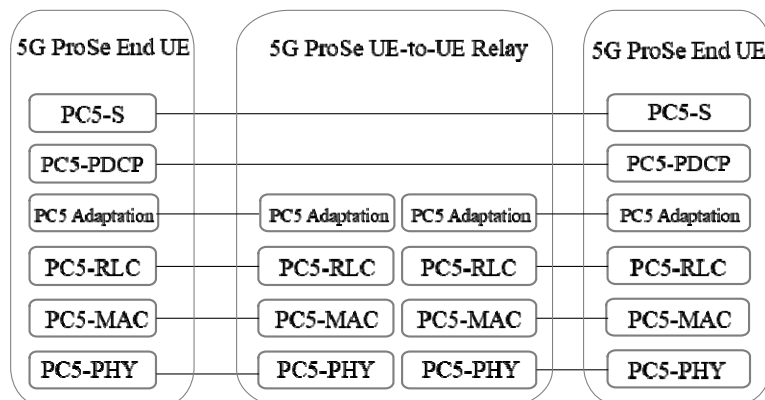 5G ProSe End UE 5G ProSe UE-to-UE Relay 5G ProSe End UE
PC5-S PC5-S
PC5-PDCP PC5-PDCP
PC5 Adaptation PC5 Adaptation PC5 Adaptation PC5 Adaptation
PC5-RLC PC5-RLC PC5-RLC PC5-RLC
PC5-MAC PC5-MAC PC5-MAC PC5-MAC
PC5-PHY PC5-PHY PC5-PHY PC5-PHY